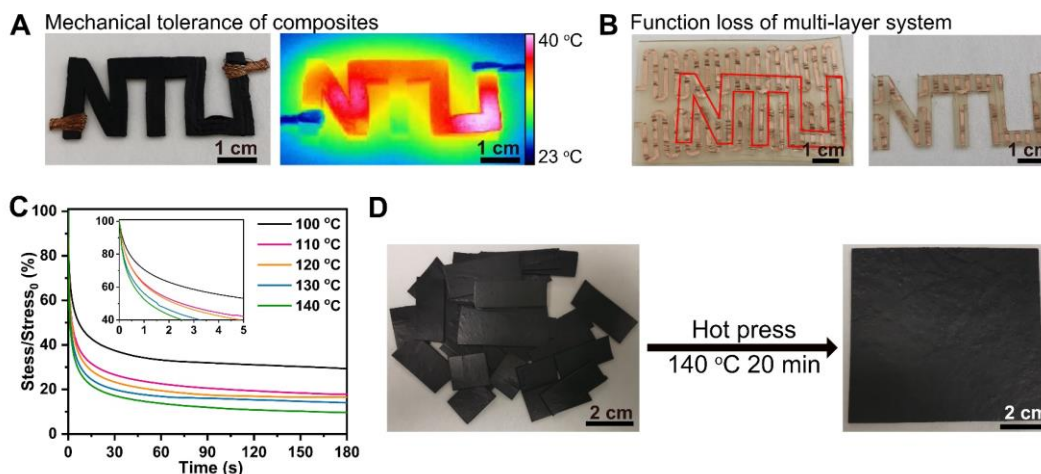 A Mechanical tolerance of composites
1 cm
40 °C
23 °C
1 cm
B Function loss of multi-layer system
1 cm
1 cm
C
Stess/Stress0 (%)
100
80
60
40
20
0
0 30 60 90 120 150 180
Time (s)
100 °C
110 °C
120 °C
130 °C
140 °C
100
80
60
40
0 1 2 3 4 5
D
2 cm
Hot press
140 °C 20 min
2 cm